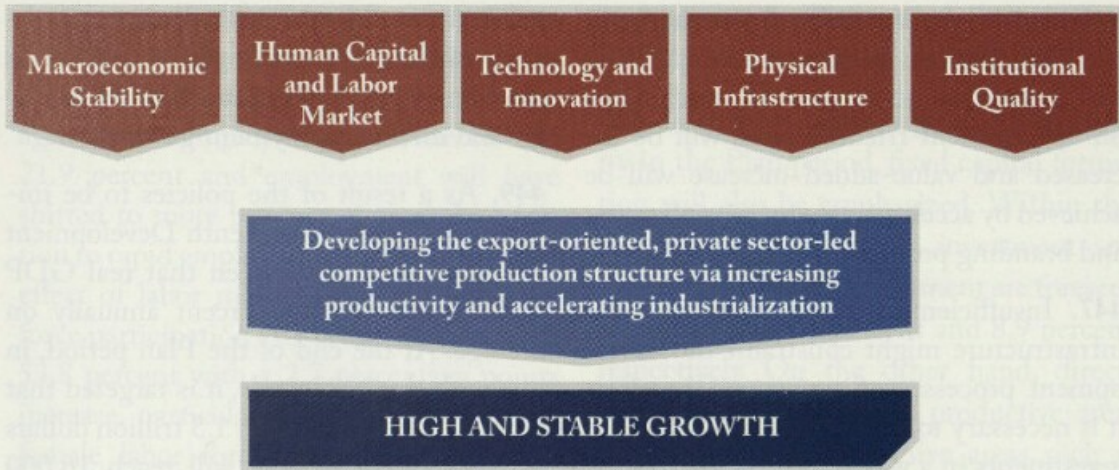 Macroeconomic
Stability
Human Capital
and Labor
Market
Technology and
Innovation
Physical
Infrastructure
Institutional
Quality
Developing the export-oriented, private sector-led
competitive production structure via increasing
productivity and accelerating industrialization
HIGH AND STABLE GROWTH